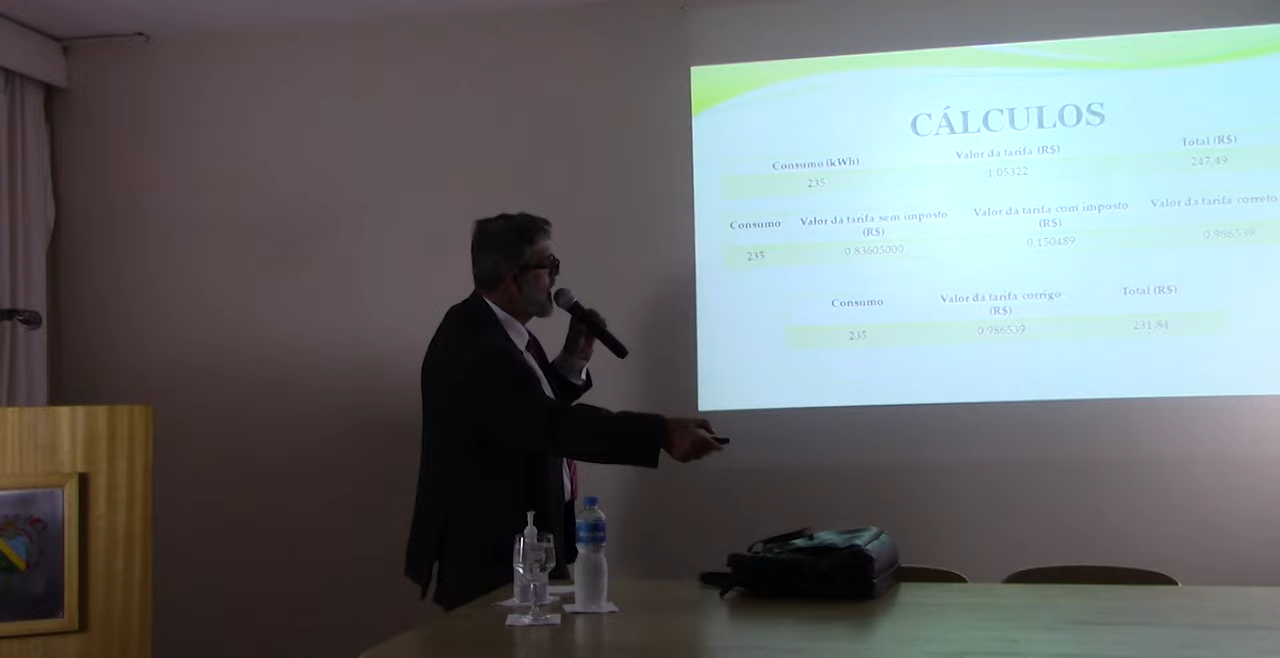 CÁLCULOS
Consumo (kWh) Valor da tarifa (R$) Total (R$)
235 1,05322 247,49
Consumo Valor da tarifa sem imposto (R$) Valor da tarifa com imposto (R$) Valor da tarifa correto
235 0,83605000 0,150489 0,986539
Consumo Valor da tarifa corrigo (R$) Total (R$)
235 0,986539 231,84